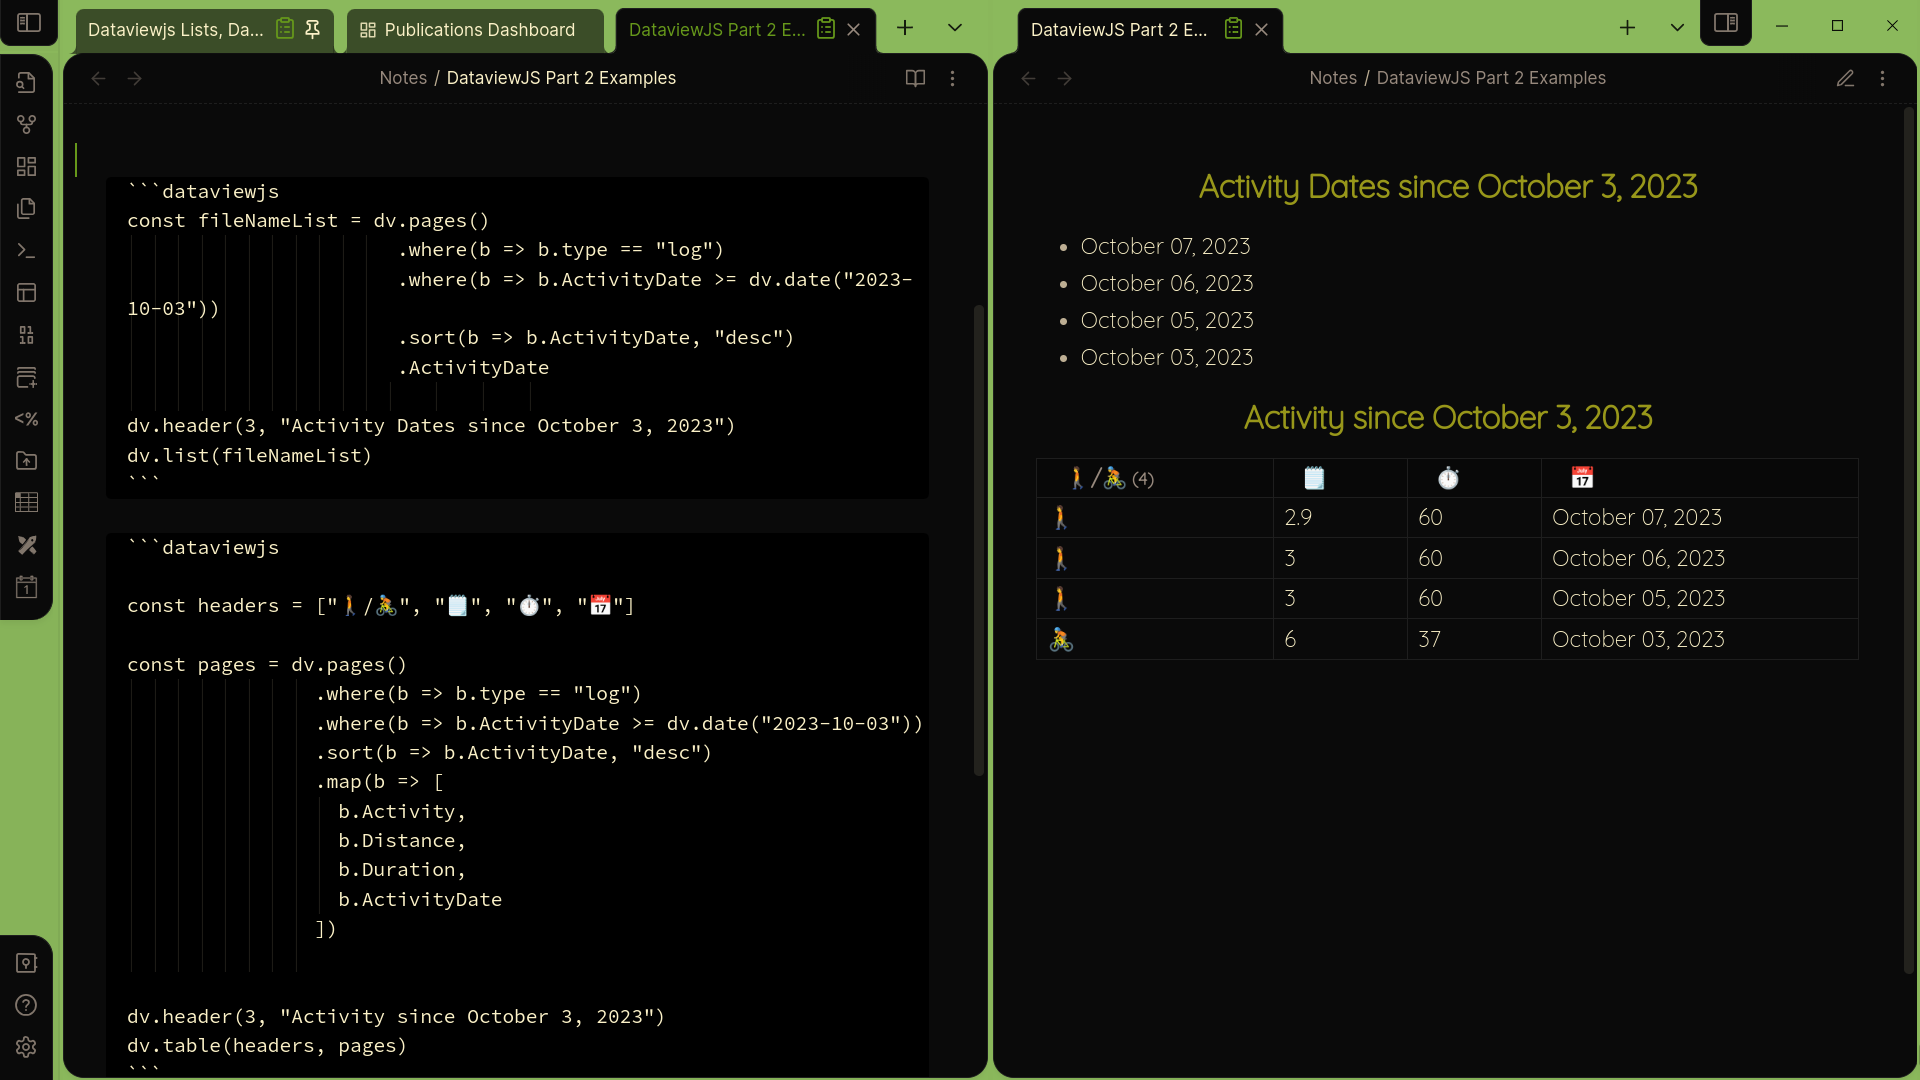 Dataviewjs Lists, Da...
Publications Dashboard
DataviewJS Part 2 E...
DataviewJS Part 2 E...
Notes / DataviewJS Part 2 Examples
```dataviewjs
const fileNameList = dv.pages()
.where(b => b.type == "log")
.where(b => b.ActivityDate >= dv.date("2023-
10-03"))
.sort(b => b.ActivityDate, "desc")
.ActivityDate
dv.header(3, "Activity Dates since October 3, 2023")
dv.list(fileNameList)
```
```dataviewjs
const headers = ["🚶/🚴", "🗒️", "⏱️", "📅"]
const pages = dv.pages()
.where(b => b.type == "log")
.where(b => b.ActivityDate >= dv.date("2023-10-03"))
.sort(b => b.ActivityDate, "desc")
.map(b => [
b.Activity,
b.Distance,
b.Duration,
b.ActivityDate
])
dv.header(3, "Activity since October 3, 2023")
dv.table(headers, pages)
```
Notes / DataviewJS Part 2 Examples
Activity Dates since October 3, 2023
• October 07, 2023
• October 06, 2023
• October 05, 2023
• October 03, 2023
Activity since October 3, 2023
🚶/🚴 (4) 🗒️ ⏱️ 📅
🚶 2.9 60 October 07, 2023
🚶 3 60 October 06, 2023
🚶 3 60 October 05, 2023
🚴 6 37 October 03, 2023